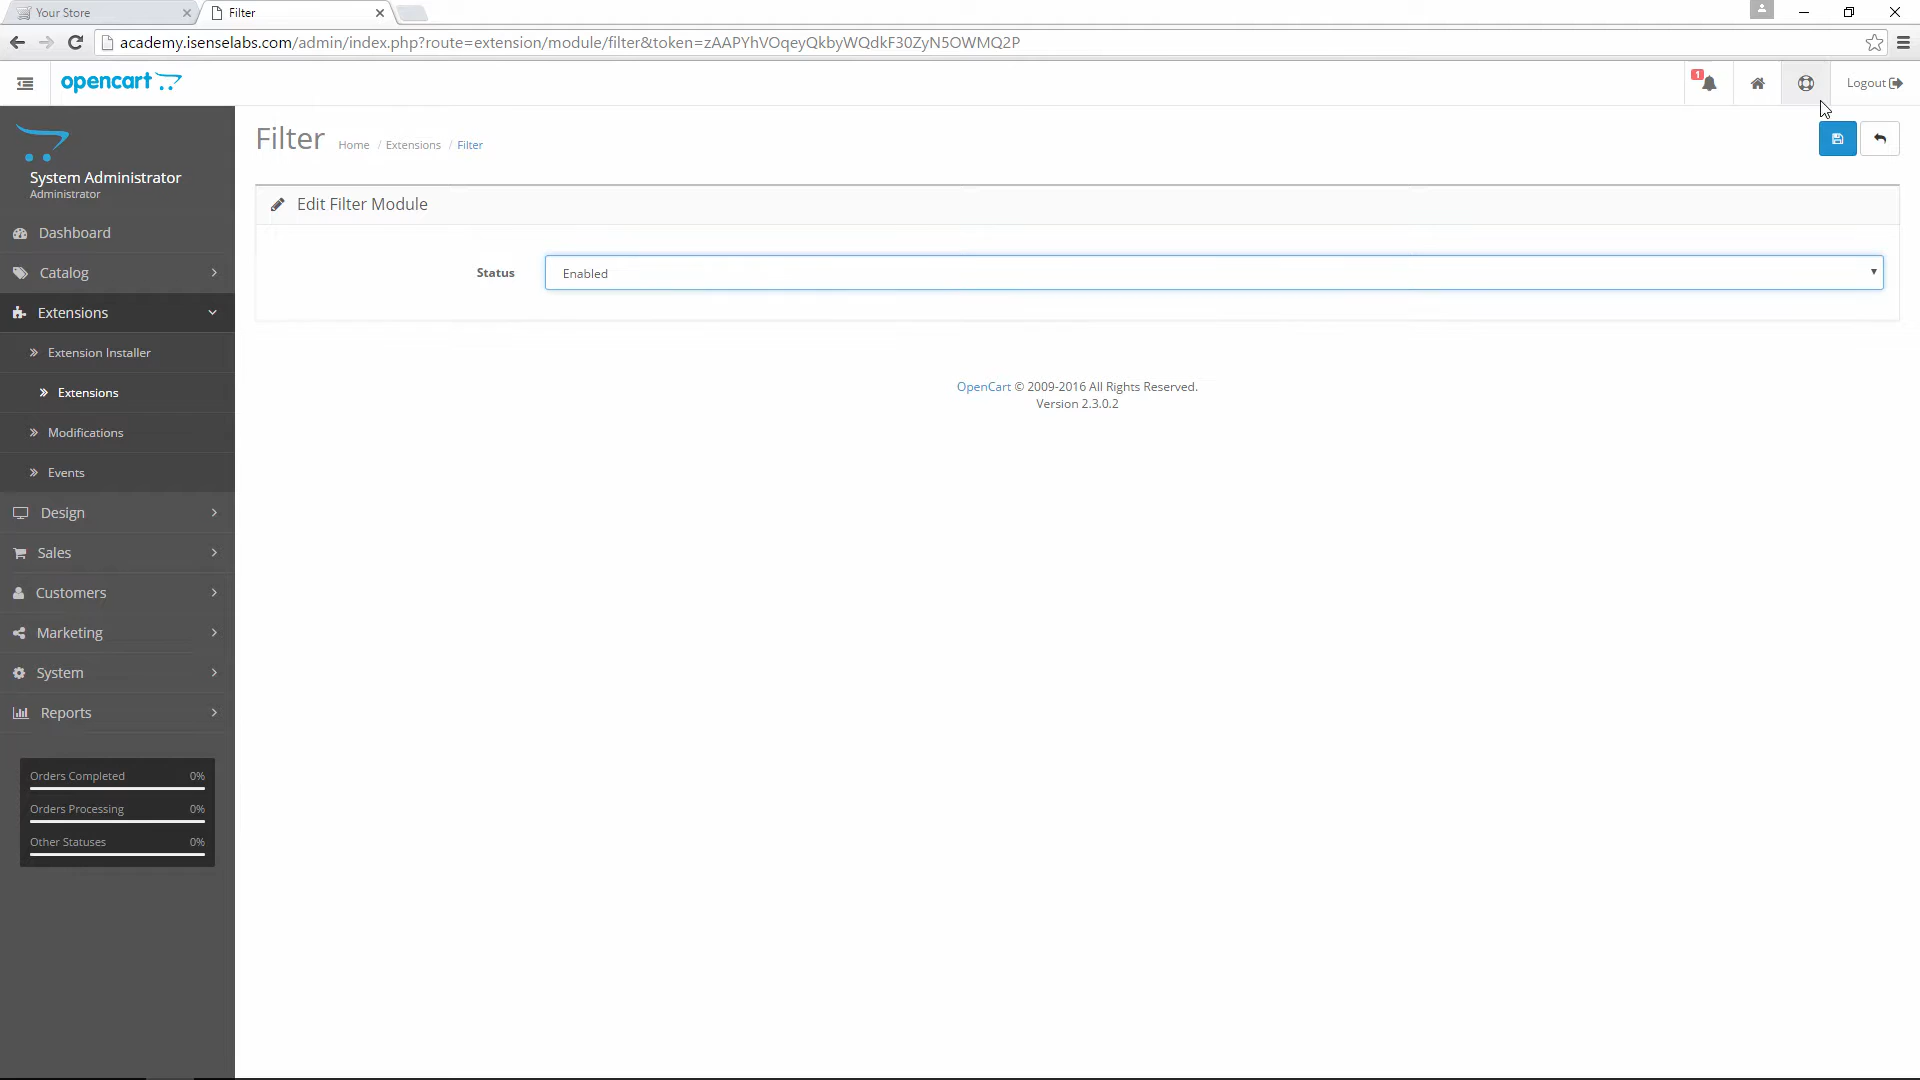 Your Store
Filter
academy.isenselabs.com/admin/index.php?route=extension/module/filter&token=zAAPYhVOqeyQkbyWQdkF30ZyN5OWMQ2P
opencart
1
Logout
System Administrator
Administrator
Filter
Home / Extensions / Filter
Edit Filter Module
Dashboard
Catalog
Status
Enabled
Extensions
Extension Installer
Extensions
Modifications
Events
OpenCart © 2009-2016 All Rights Reserved.
Version 2.3.0.2
Design
Sales
Customers
Marketing
System
Reports
Orders Completed 0%
Orders Processing 0%
Other Statuses 0%